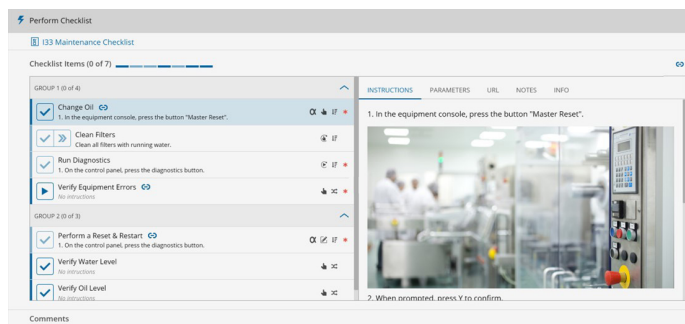 Perform Checklist
I33 Maintenance Checklist
Checklist Items (0 of 7)
GROUP 1 (0 of 4)
Change Oil
1. In the equipment console, press the button "Master Reset".
Clean Filters
Clean all filters with running water.
Run Diagnostics
1. On the control panel, press the diagnostics button.
Verify Equipment Errors
No intructions
GROUP 2 (0 of 3)
Perform a Reset & Restart
1. On the control panel, press the diagnostics button.
Verify Water Level
No intructions
Verify Oil Level
No intructions
INSTRUCTIONS PARAMETERS URL NOTES INFO
1. In the equipment console, press the button "Master Reset".
2. When prompted, press Y to confirm.
Comments